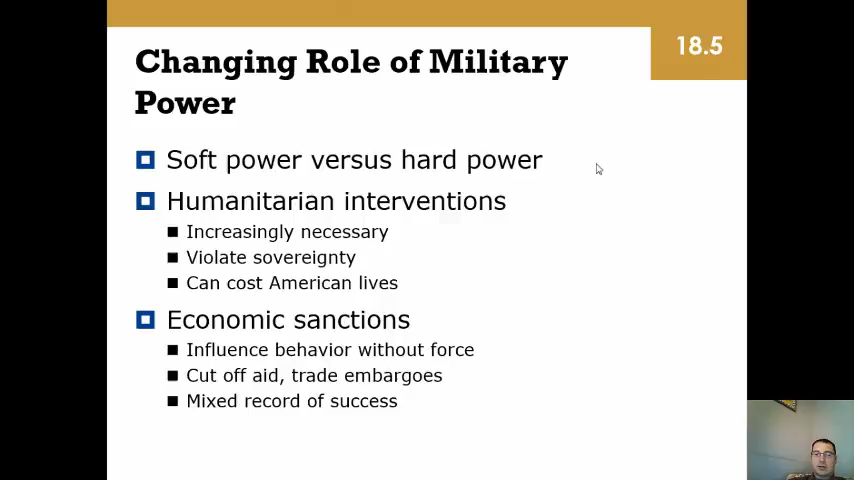 18.5
Changing Role of Military
Power
Soft power versus hard power
Humanitarian interventions
Increasingly necessary
Violate sovereignty
Can cost American lives
Economic sanctions
Influence behavior without force
Cut off aid, trade embargoes
Mixed record of success